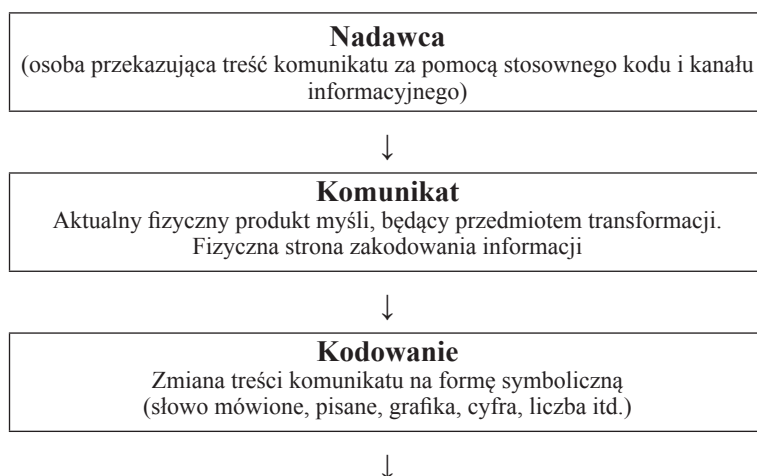 Nadawca
(osoba przekazująca treść komunikatu za pomocą stosownego kodu i kanału
informacyjnego)
↓
Komunikat
Aktualny fizyczny produkt myśli, będący przedmiotem transformacji.
Fizyczna strona zakodowania informacji
↓
Kodowanie
Zmiana treści komunikatu na formę symboliczną
(słowo mówione, pisane, grafika, cyfra, liczba itd.)
↓